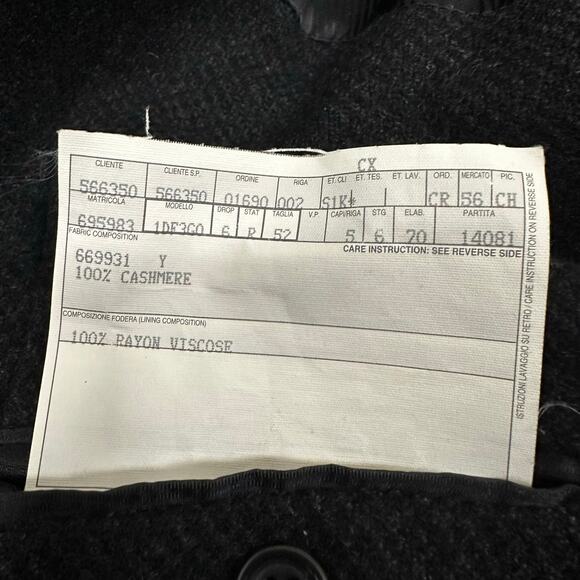 CX
CLIENTE CLIENTE S.P. ORDINE RIGA ET. CLI ET. TES. ET. LAV. ORD. MERCATO PIC.
566350 566350 01690 002 S1K* CR 56 CH
MATRICOLA MODELLO DROP STAT TAGLIA V.P CAPI/RIGA STG ELAB. PARTITA
695983 1DF3G0 6 R 52 5 6 70 14081
FABRIC COMPOSITION CARE INSTRUCTION: SEE REVERSE SIDE
669931 Y
100% CASHMERE
COMPOSIZIONE FODERA (LINING COMPOSITION)
100% RAYON VISCOSE
ISTRUZIONI LAVAGGIO SU RETRO / CARE INSTRUCTION ON REVERSE SIDE